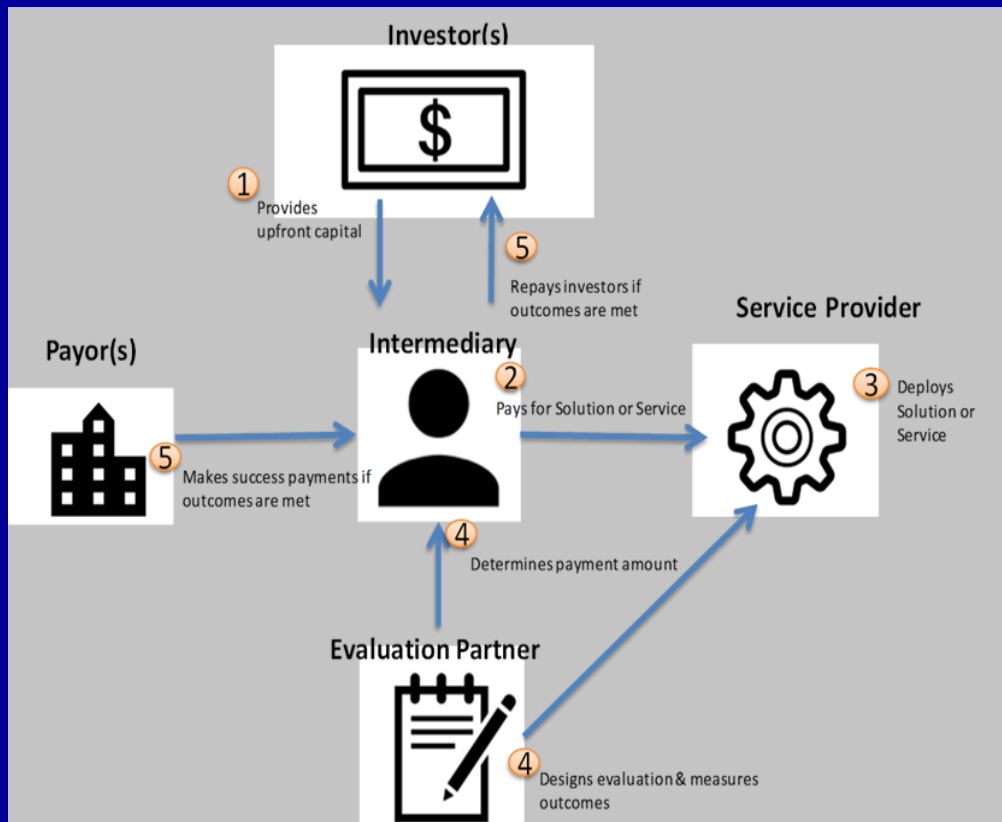 Investor(s)
$
1
Provides
upfront capital
5
Repays investors if
outcomes are met
Service Provider
Payor(s)
Intermediary
2
Pays for Solution or Service
3
Deploys
Solution or
Service
5
Makes success payments if
outcomes are met
4
Determines payment amount
Evaluation Partner
4
Designs evaluation & measures
outcomes